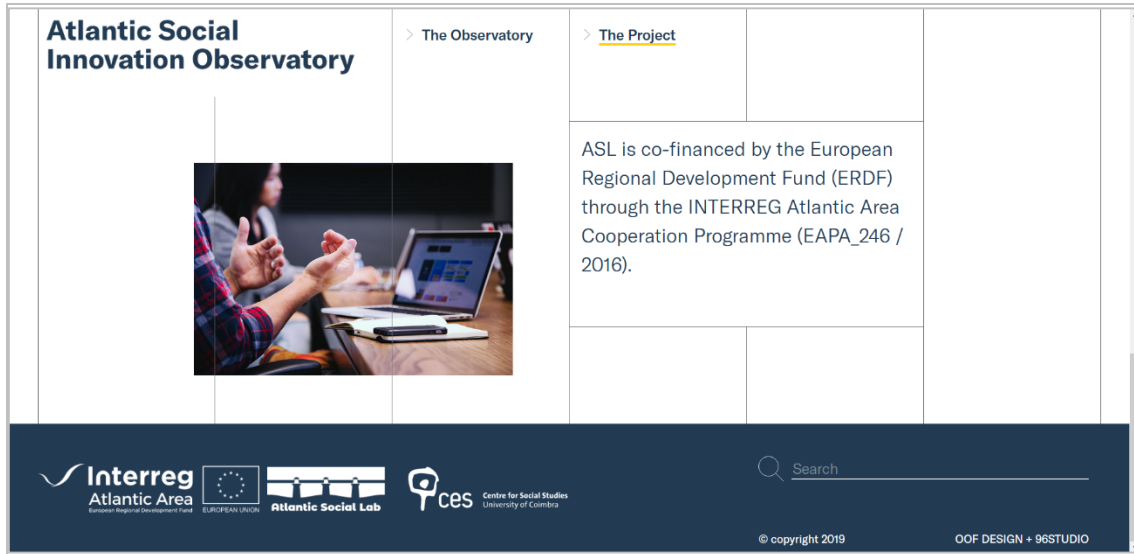 Atlantic Social
Innovation Observatory
The Observatory
The Project
ASL is co-financed by the European
Regional Development Fund (ERDF)
through the INTERREG Atlantic Area
Cooperation Programme (EAPA_246 /
2016).
Interreg
Atlantic Area
European Regional Development Fund
EUROPEAN UNION
Atlantic Social Lab
ces
Centre for Social Studies
University of Coimbra
Search
© copyright 2019
OOF DESIGN + 96STUDIO